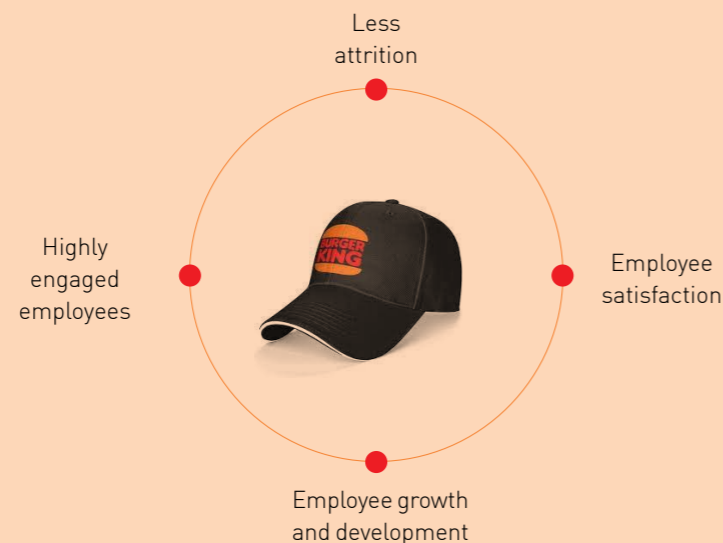 Less
attrition
Highly
engaged
employees
BURGER
KING
Employee
satisfaction
Employee growth
and development